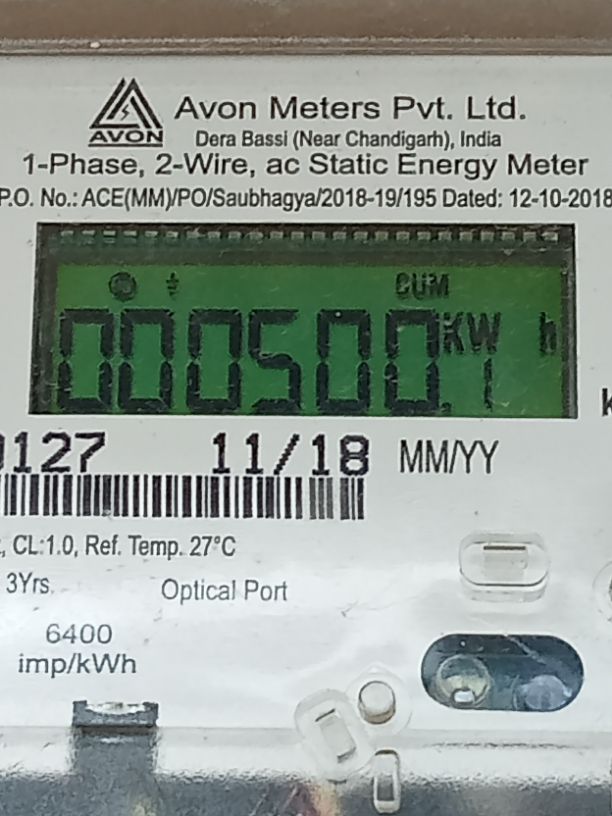 AVON
Avon Meters Pvt. Ltd.
Dera Bassi (Near Chandigarh), India
1-Phase, 2-Wire, ac Static Energy Meter
P.O. No.: ACE(MM)/PO/Saubhagya/2018-19/195 Dated: 12-10-2018
CUM
000500.1 KW h
127 11/18 MM/YY
, CL:1.0, Ref. Temp. 27°C
3Yrs. Optical Port
6400
imp/kWh